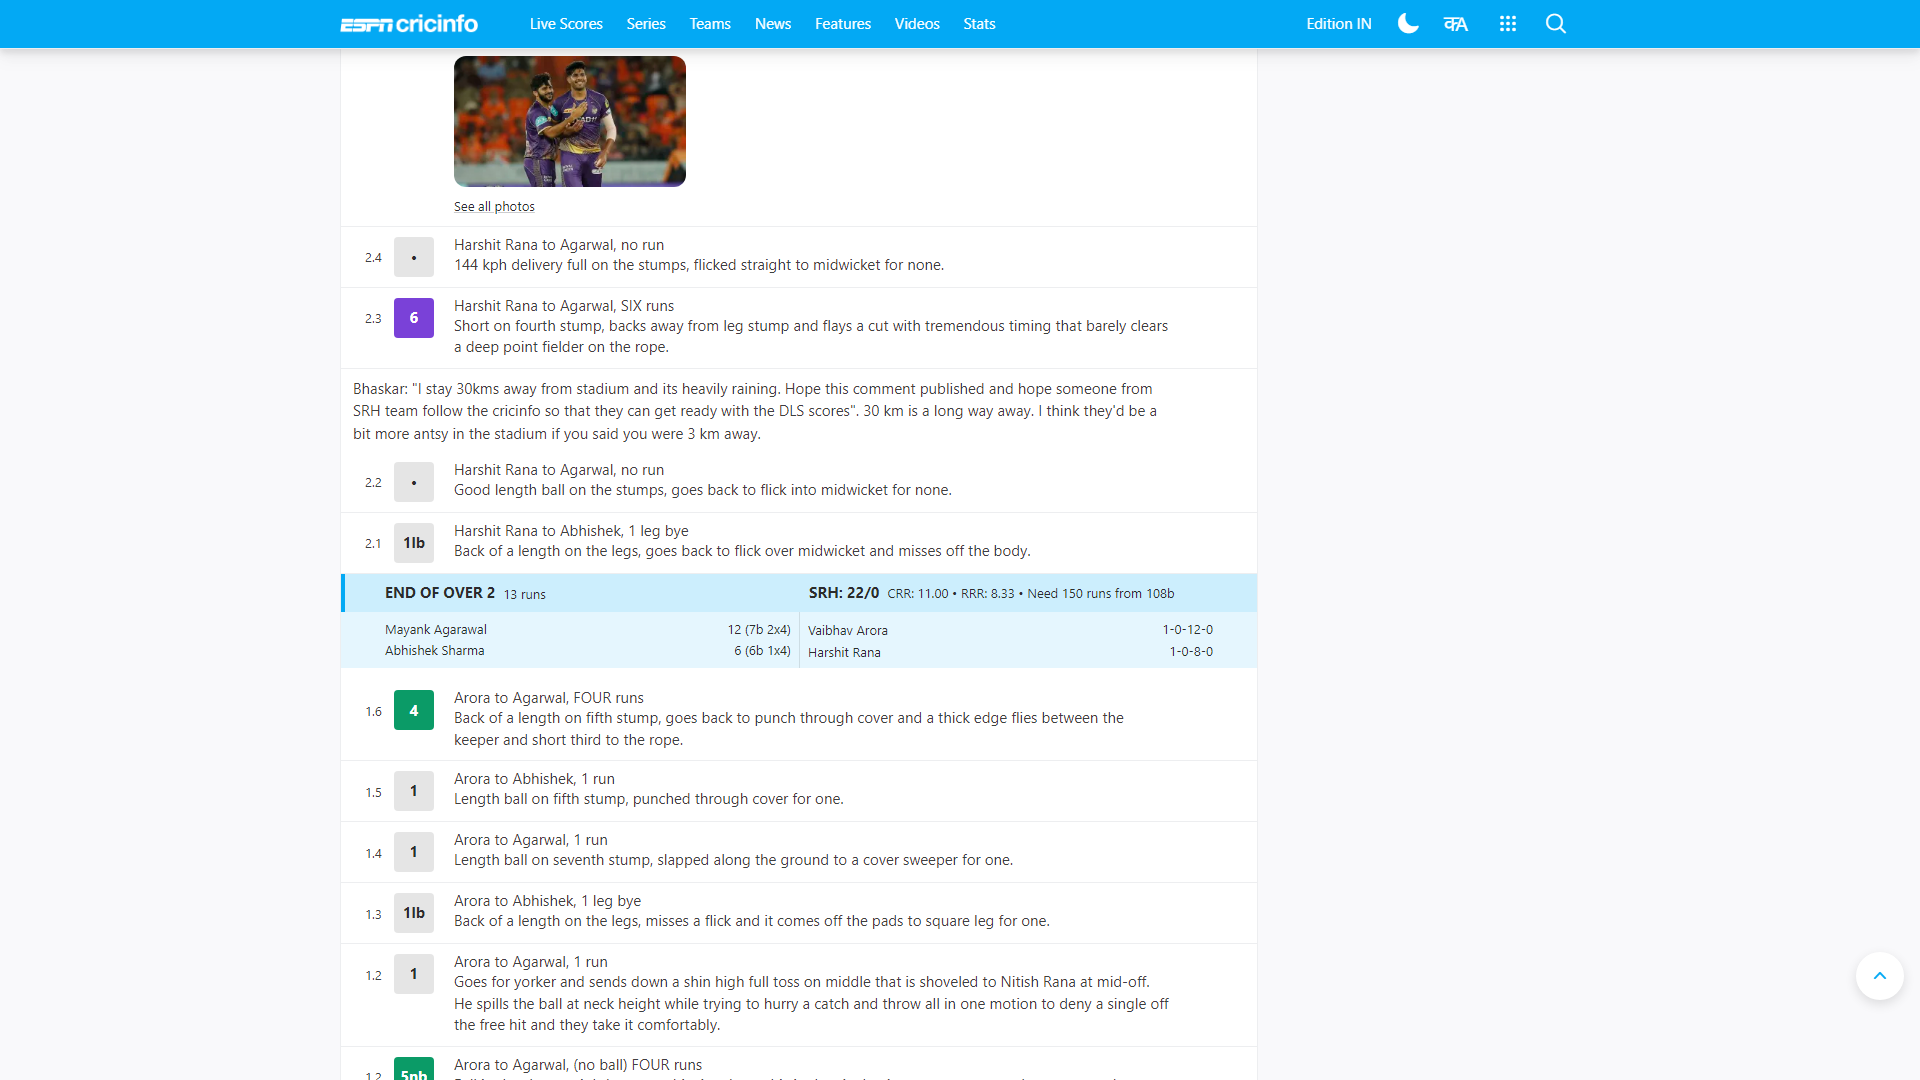 ESPN cricinfo
Live Scores Series Teams News Features Videos Stats
Edition IN
See all photos
2.4 • Harshit Rana to Agarwal, no run
144 kph delivery full on the stumps, flicked straight to midwicket for none.
2.3 6 Harshit Rana to Agarwal, SIX runs
Short on fourth stump, backs away from leg stump and flays a cut with tremendous timing that barely clears
a deep point fielder on the rope.
Bhaskar: "I stay 30kms away from stadium and its heavily raining. Hope this comment published and hope someone from
SRH team follow the cricinfo so that they can get ready with the DLS scores". 30 km is a long way away. I think they'd be a
bit more antsy in the stadium if you said you were 3 km away.
2.2 • Harshit Rana to Agarwal, no run
Good length ball on the stumps, goes back to flick into midwicket for none.
2.1 1lb Harshit Rana to Abhishek, 1 leg bye
Back of a length on the legs, goes back to flick over midwicket and misses off the body.
END OF OVER 2 13 runs SRH: 22/0 CRR: 11.00 • RRR: 8.33 • Need 150 runs from 108b
Mayank Agarawal 12 (7b 2x4) Vaibhav Arora 1-0-12-0
Abhishek Sharma 6 (6b 1x4) Harshit Rana 1-0-8-0
1.6 4 Arora to Agarwal, FOUR runs
Back of a length on fifth stump, goes back to punch through cover and a thick edge flies between the
keeper and short third to the rope.
1.5 1 Arora to Abhishek, 1 run
Length ball on fifth stump, punched through cover for one.
1.4 1 Arora to Agarwal, 1 run
Length ball on seventh stump, slapped along the ground to a cover sweeper for one.
1.3 1lb Arora to Abhishek, 1 leg bye
Back of a length on the legs, misses a flick and it comes off the pads to square leg for one.
1.2 1 Arora to Agarwal, 1 run
Goes for yorker and sends down a shin high full toss on middle that is shoveled to Nitish Rana at mid-off.
He spills the ball at neck height while trying to hurry a catch and throw all in one motion to deny a single off
the free hit and they take it comfortably.
1.2 5nb Arora to Agarwal, (no ball) FOUR runs